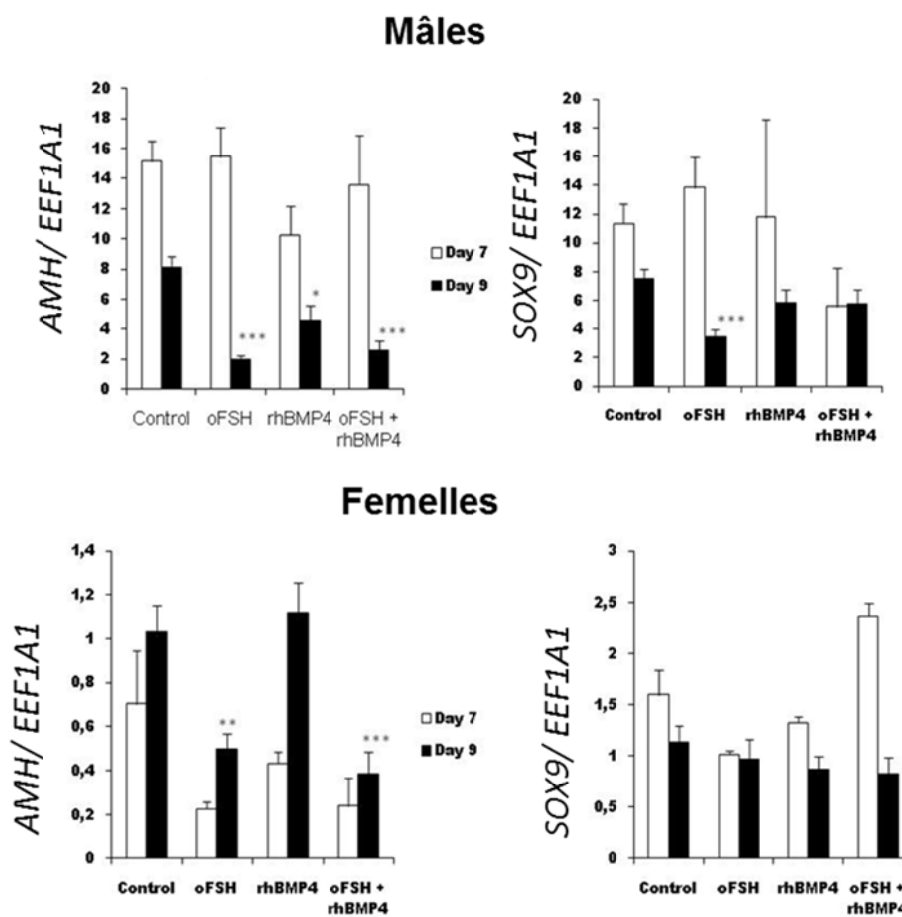 Mâles
AMH/ EEF1A1
20
18
16
14
12
10
8
6
4
2
0
***
*
***
Control
oFSH
rhBMP4
oFSH +
rhBMP4
Day 7
Day 9
SOX9/ EEF1A1
20
18
16
14
12
10
8
6
4
2
0
***
Control
oFSH
rhBMP4
oFSH +
rhBMP4
Femelles
AMH/ EEF1A1
1,4
1,2
1
0,8
0,6
0,4
0,2
0
**
***
Control
oFSH
rhBMP4
oFSH +
rhBMP4
Day 7
Day 9
SOX9/ EEF1A1
3
2,5
2
1,5
1
0,5
0
Control
oFSH
rhBMP4
oFSH +
rhBMP4